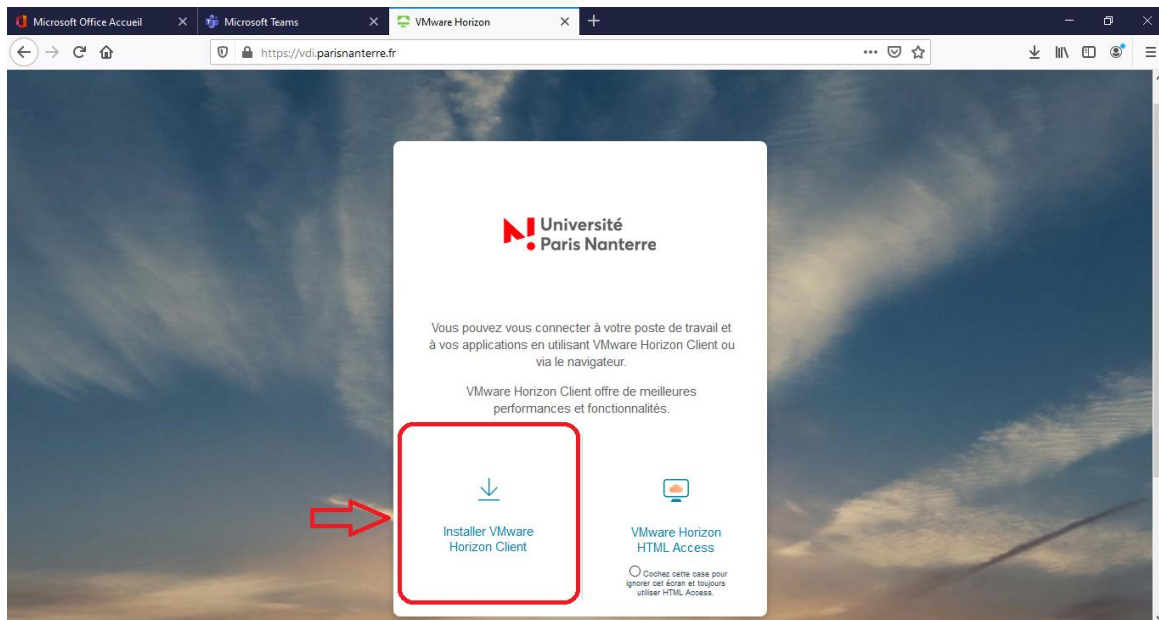 Microsoft Office Accueil
Microsoft Teams
VMware Horizon
https://vdi.parisnanterre.fr
Université
Paris Nanterre
Vous pouvez vous connecter à votre poste de travail et
à vos applications en utilisant VMware Horizon Client ou
via le navigateur.
VMware Horizon Client offre de meilleures
performances et fonctionnalités.
Installer VMware
Horizon Client
VMware Horizon
HTML Access
Cochez cette case pour
ignorer cet écran et toujours
utiliser HTML Access.